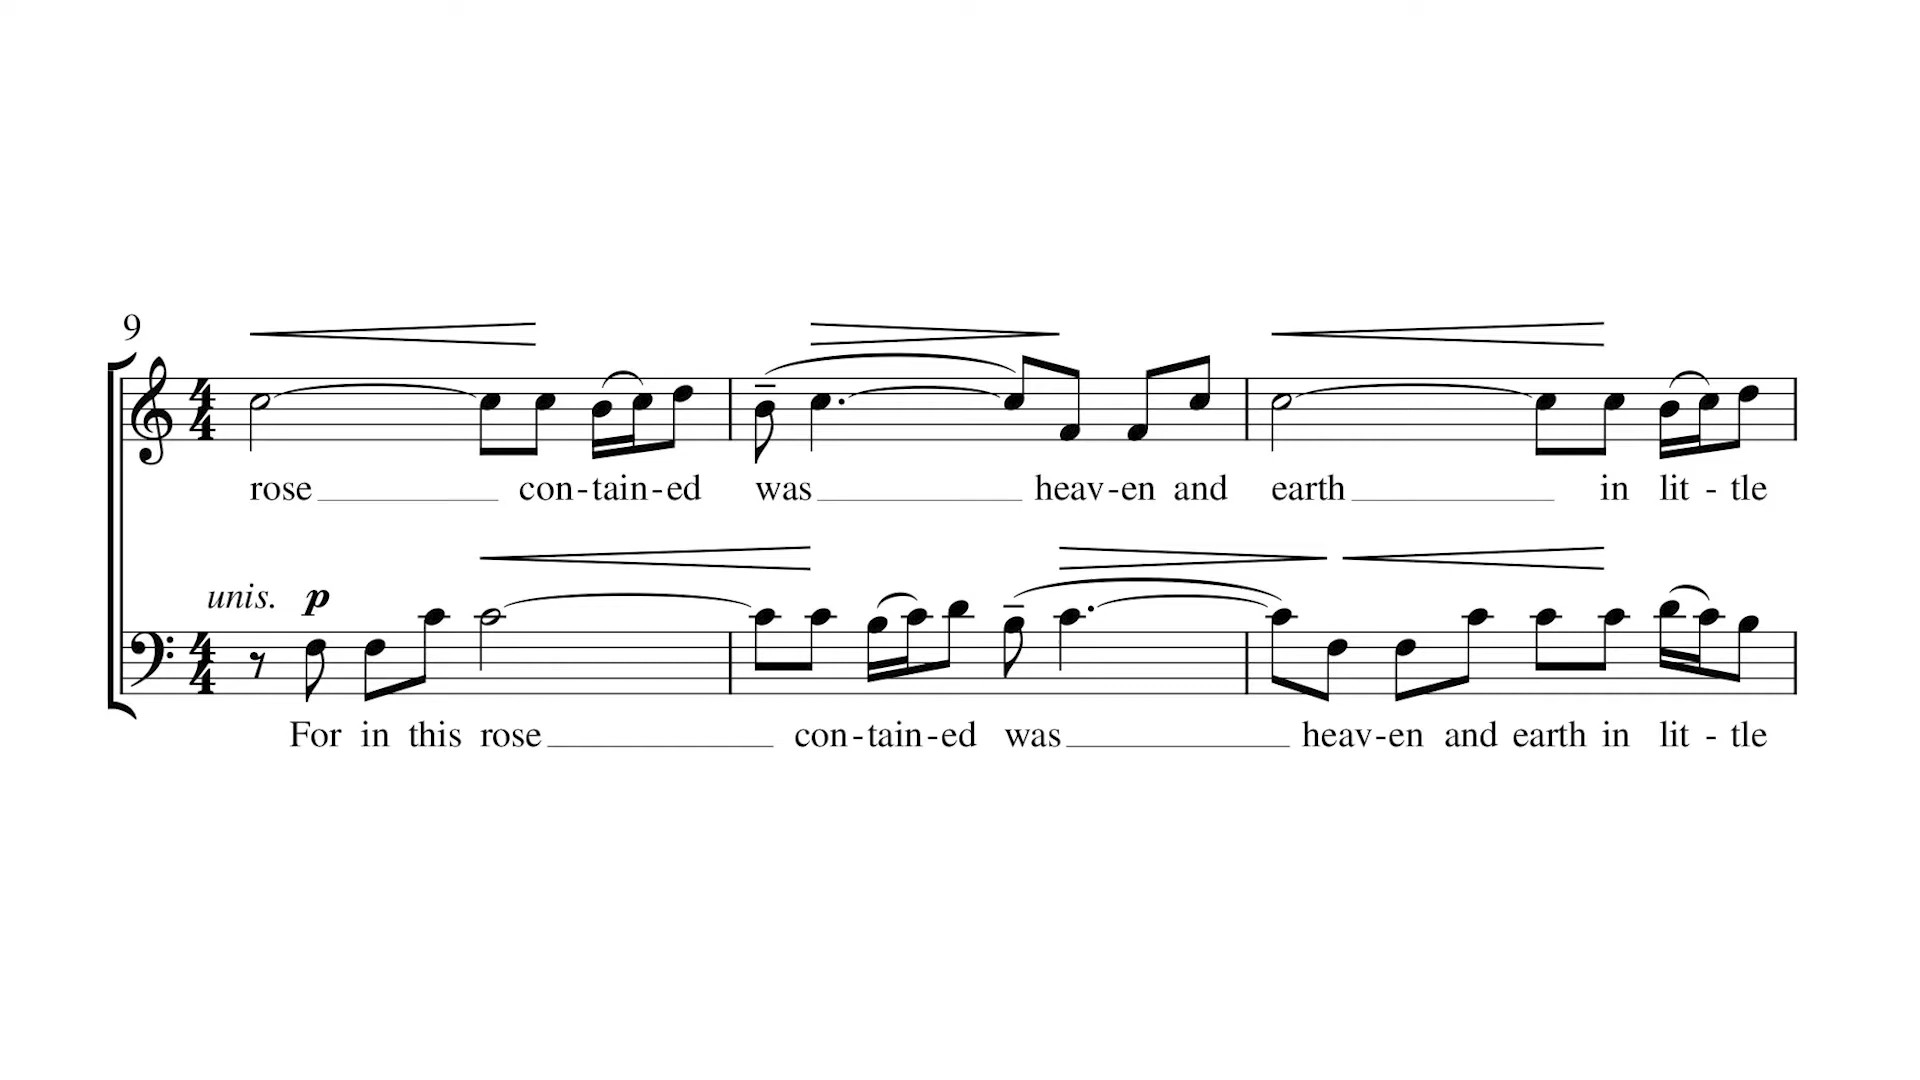 9
rose con-tain-ed was heav-en and earth in lit - tle
unis. p
For in this rose con-tain-ed was heav-en and earth in lit - tle